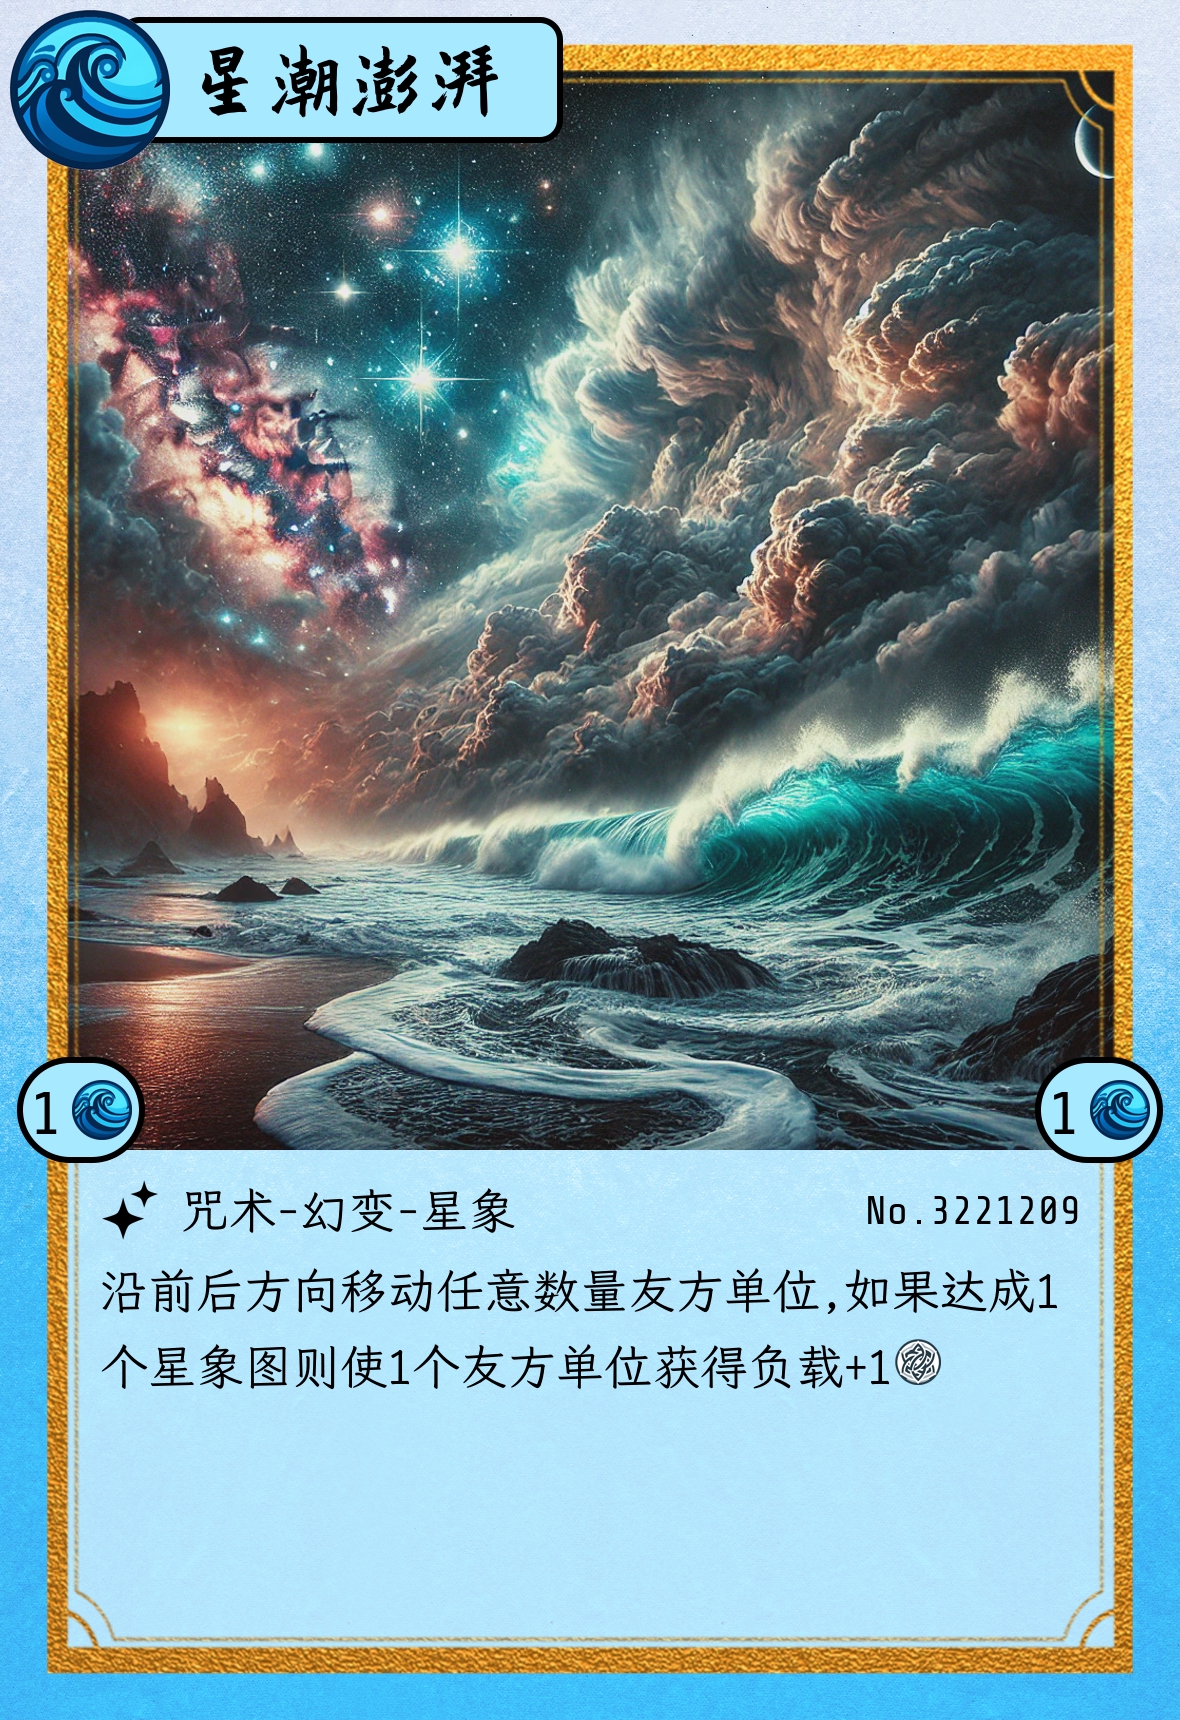 星潮澎湃
1
1
咒术-幻变-星象
No.3221209
沿前后方向移动任意数量友方单位,如果达成1
个星象图则使1个友方单位获得负载+1